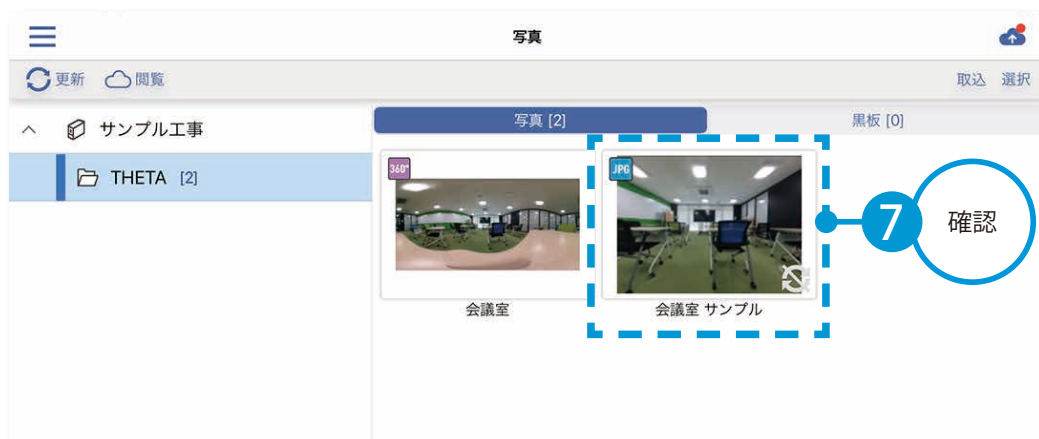 写真
更新 閲覧 取込 選択
サンプル工事
THETA [2]
写真 [2] 黒板 [0]
360°
JPG
7 確認
会議室
会議室 サンプル